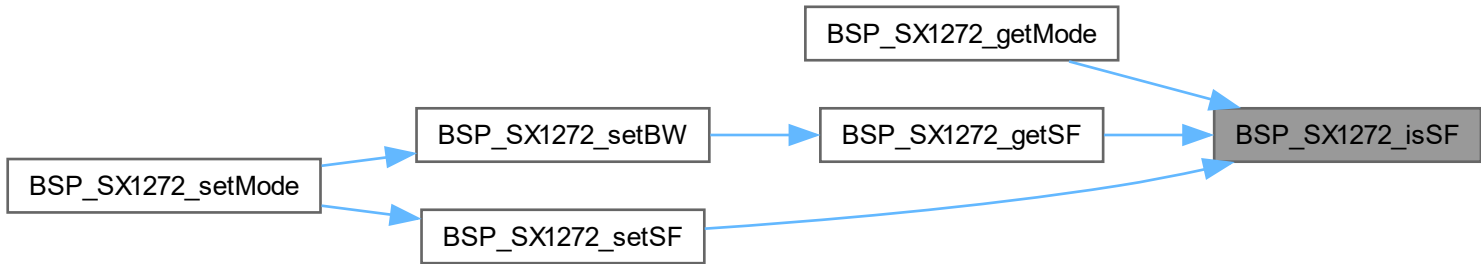 BSP_SX1272_getMode
BSP_SX1272_setBW
BSP_SX1272_getSF
BSP_SX1272_isSF
BSP_SX1272_setMode
BSP_SX1272_setSF